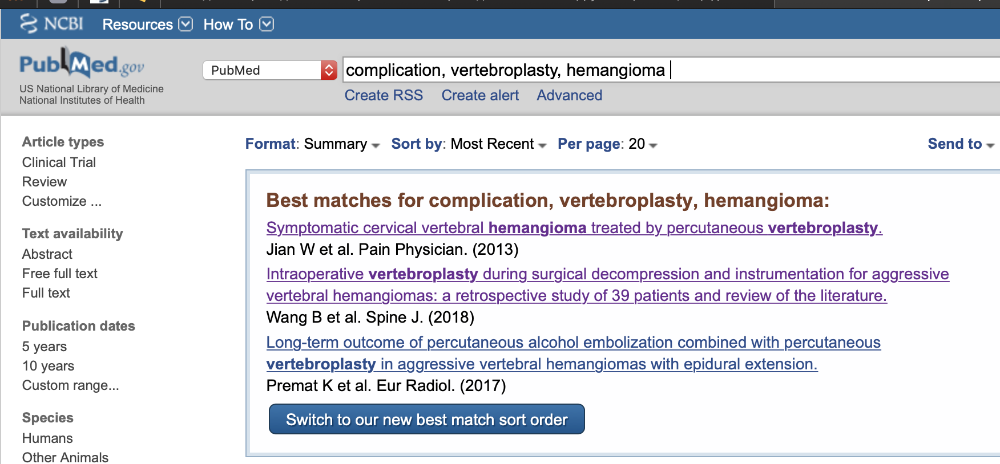 NCBI Resources How To
PubMed.gov
US National Library of Medicine
National Institutes of Health
PubMed
complication, vertebroplasty, hemangioma
Create RSS Create alert Advanced
Article types
Clinical Trial
Review
Customize ...
Text availability
Abstract
Free full text
Full text
Publication dates
5 years
10 years
Custom range...
Species
Humans
Other Animals
Format: Summary Sort by: Most Recent Per page: 20 Send to
Best matches for complication, vertebroplasty, hemangioma:
Symptomatic cervical vertebral hemangioma treated by percutaneous vertebroplasty.
Jian W et al. Pain Physician. (2013)
Intraoperative vertebroplasty during surgical decompression and instrumentation for aggressive
vertebral hemangiomas: a retrospective study of 39 patients and review of the literature.
Wang B et al. Spine J. (2018)
Long-term outcome of percutaneous alcohol embolization combined with percutaneous
vertebroplasty in aggressive vertebral hemangiomas with epidural extension.
Premat K et al. Eur Radiol. (2017)
Switch to our new best match sort order